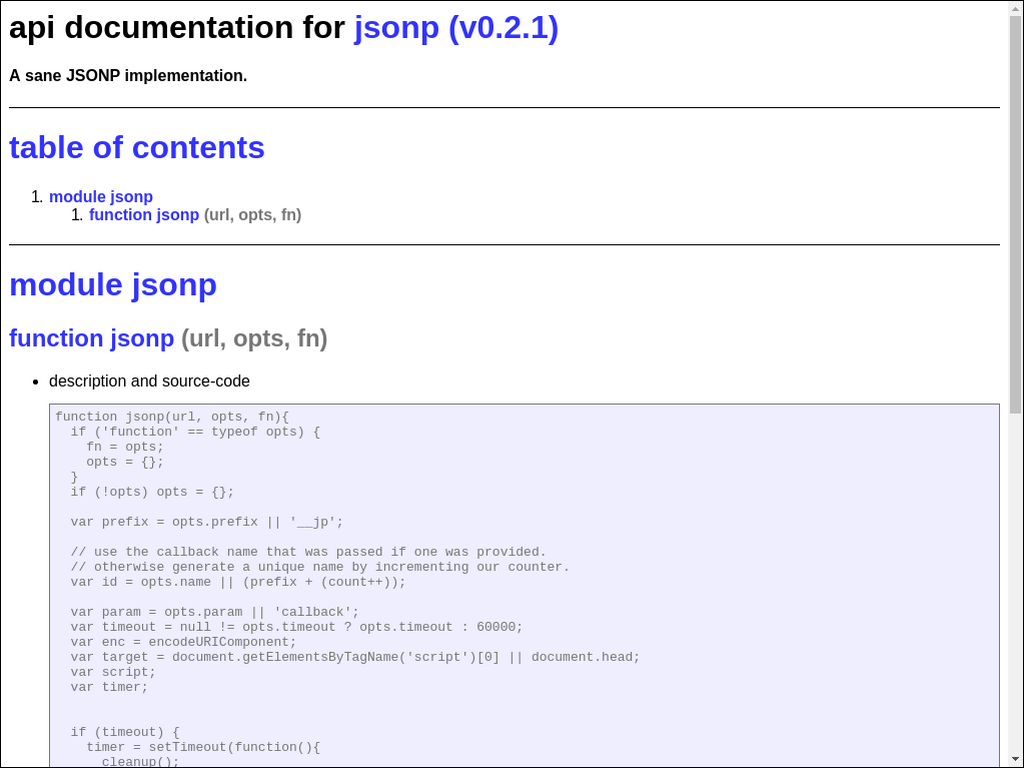 api documentation for jsonp (v0.2.1)
A sane JSONP implementation.
table of contents
1. module jsonp
1. function jsonp (url, opts, fn)
module jsonp
function jsonp (url, opts, fn)
• description and source-code
function jsonp(url, opts, fn){
  if ('function' == typeof opts) {
    fn = opts;
    opts = {};
  }
  if (!opts) opts = {};

  var prefix = opts.prefix || '__jp';

  // use the callback name that was passed if one was provided.
  // otherwise generate a unique name by incrementing our counter.
  var id = opts.name || (prefix + (count++));

  var param = opts.param || 'callback';
  var timeout = null != opts.timeout ? opts.timeout : 60000;
  var enc = encodeURIComponent;
  var target = document.getElementsByTagName('script')[0] || document.head;
  var script;
  var timer;


  if (timeout) {
    timer = setTimeout(function(){
      cleanup();